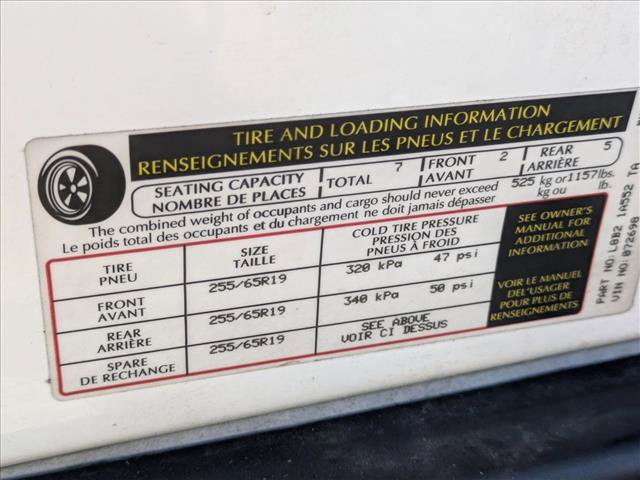 TIRE AND LOADING INFORMATION
RENSEIGNEMENTS SUR LES PNEUS ET LE CHARGEMENT
SEATING CAPACITY
NOMBRE DE PLACES
TOTAL 7
FRONT
AVANT
2
REAR
ARRIÈRE
5
The combined weight of occupants and cargo should never exceed 525 kg or 1157 lbs.
Le poids total des occupants et du chargement ne doit jamais dépasser kg ou lb.
TIRE
PNEU
SIZE
TAILLE
COLD TIRE PRESSURE
PRESSION DES
PNEUS À FROID
FRONT
AVANT
255/65R19
320 kPa 47 psi
REAR
ARRIÈRE
255/65R19
340 kPa 50 psi
SPARE
DE RECHANGE
255/65R19
SEE ABOVE
VOIR CI DESSUS
SEE OWNER'S
MANUAL FOR
ADDITIONAL
INFORMATION
VOIR LE MANUEL
DE L'USAGER
POUR PLUS DE
RENSEIGNEMENTS
PART NO: L8B2 1A552 TA
VIN NO: 072698